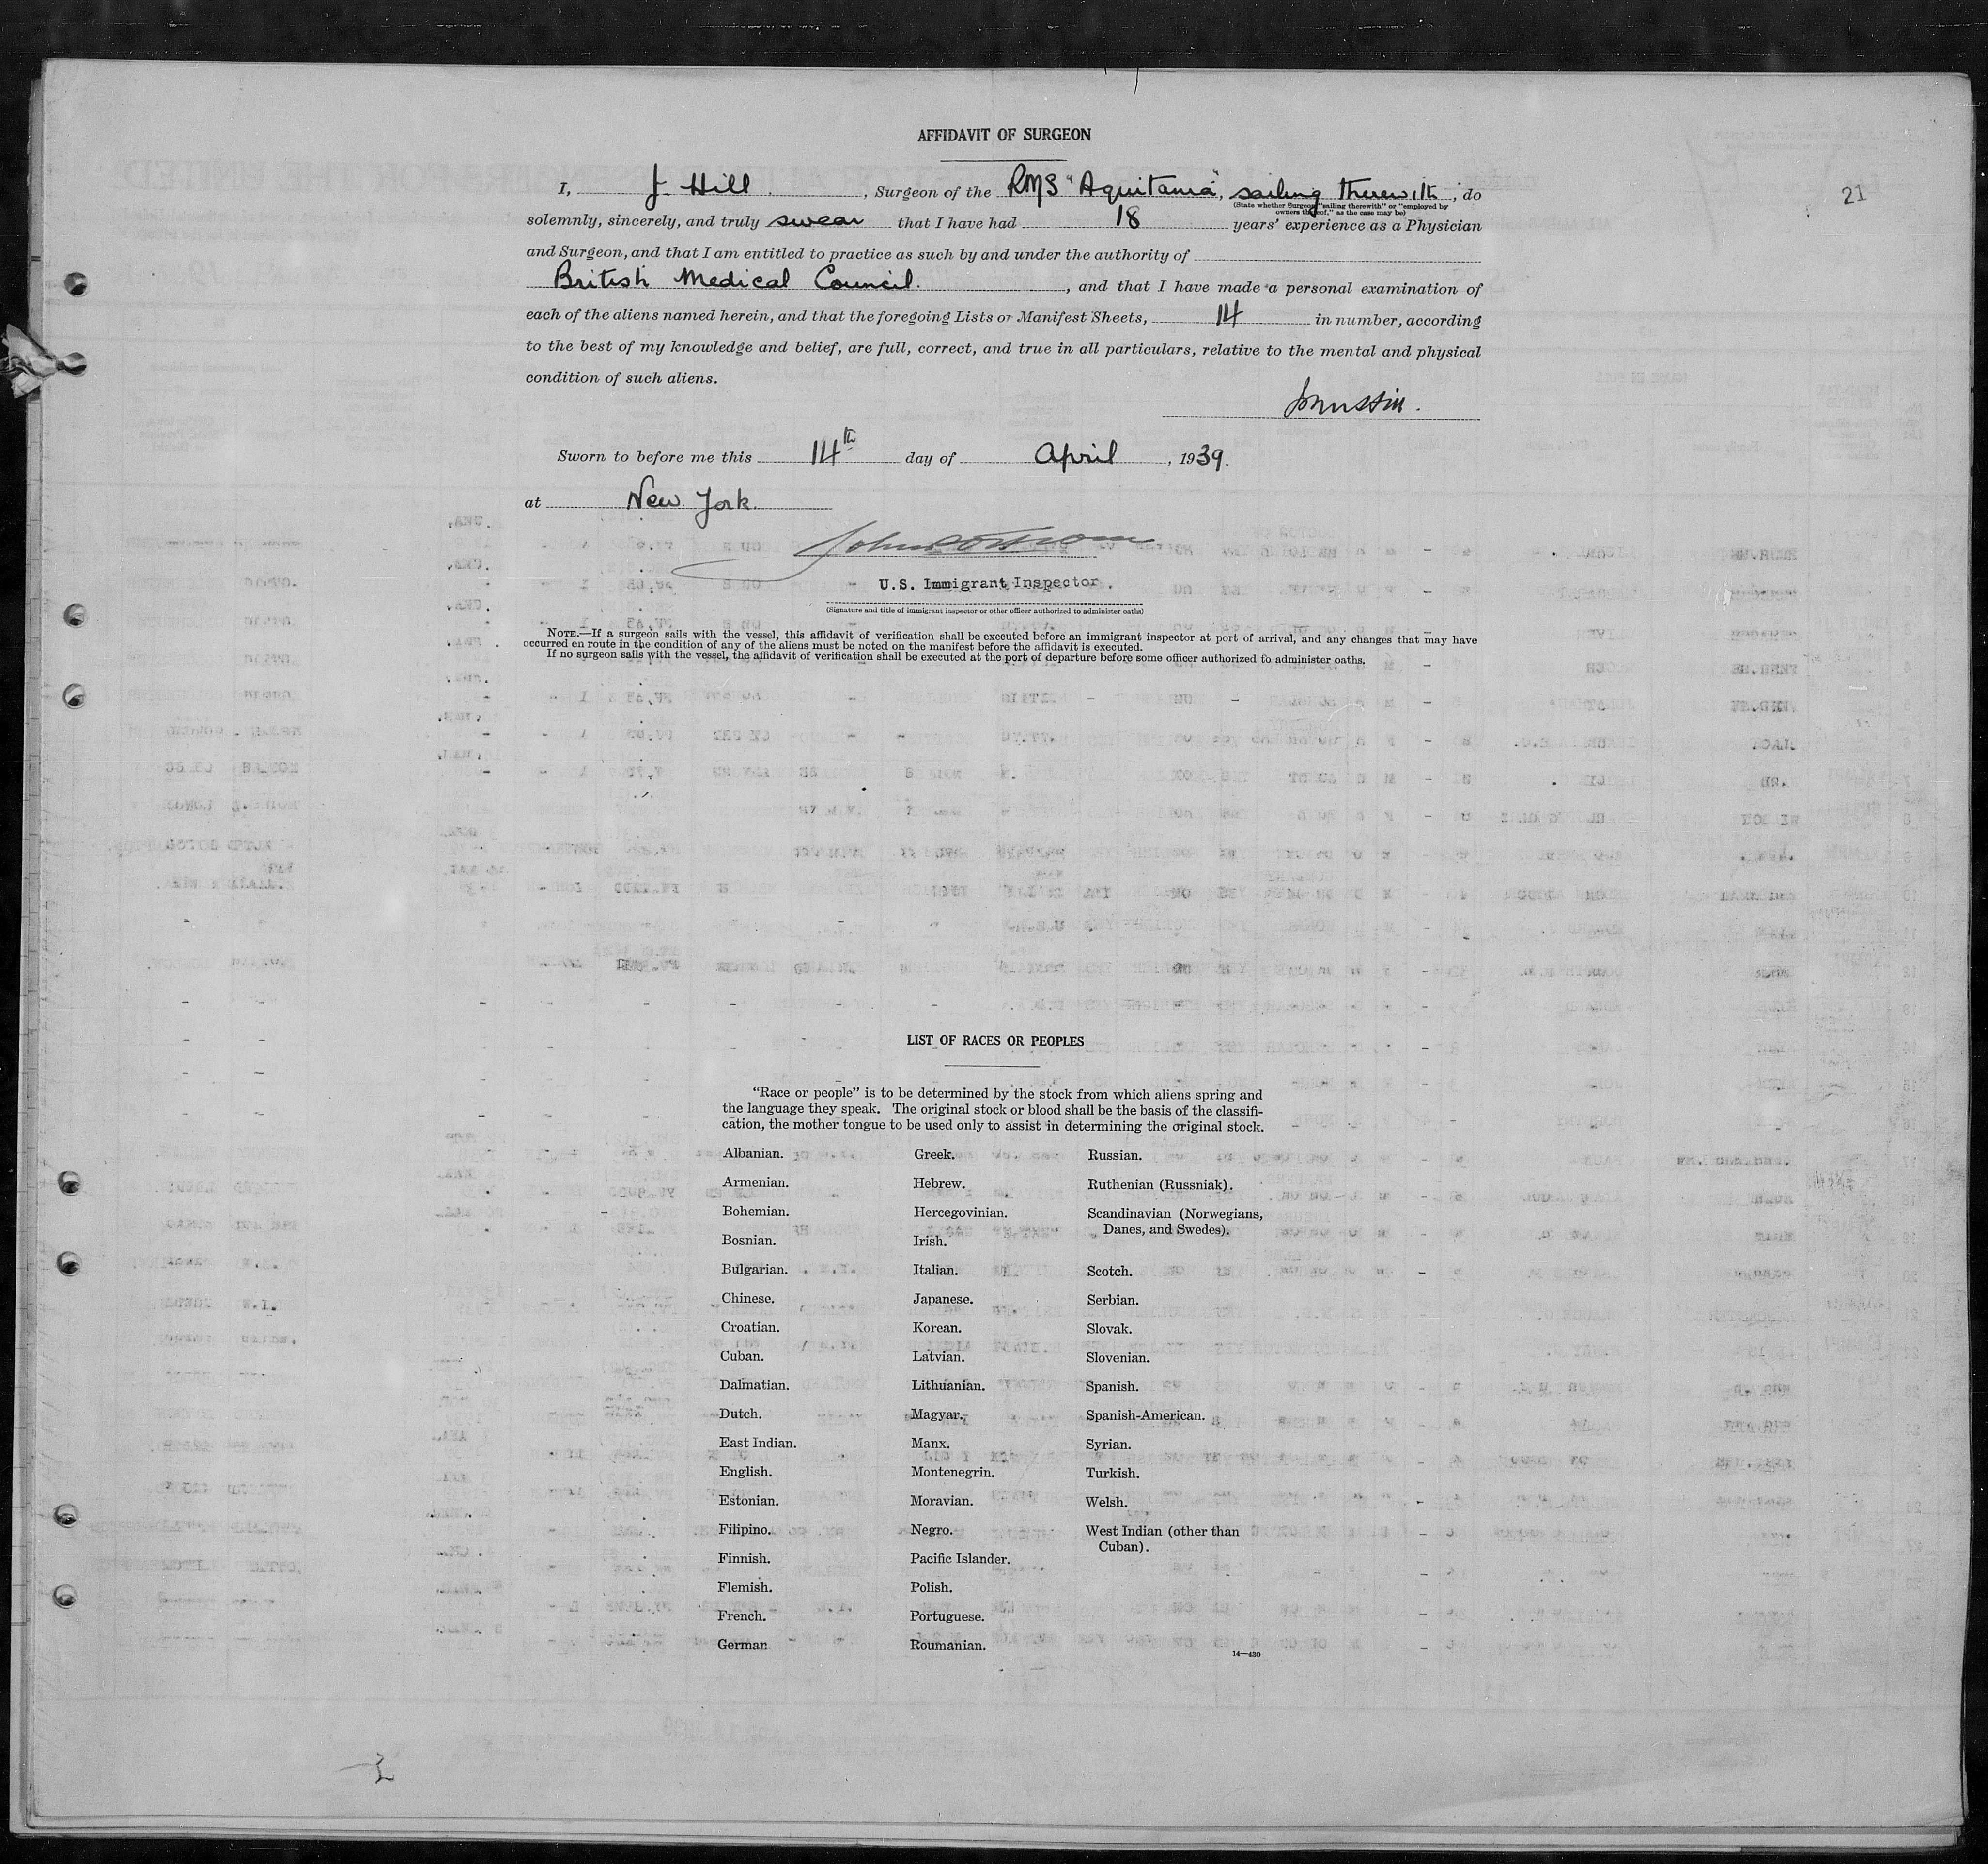 21
AFFIDAVIT OF SURGEON
I, J. Hill , Surgeon of the RMS "Aquitania", sailing therewith , do
(State whether Surgeon "sailing therewith" or "employed by
owners thereof," as the case may be)
solemnly, sincerely, and truly swear that I have had 18 years' experience as a Physician
and Surgeon, and that I am entitled to practice as such by and under the authority of
British Medical Council. , and that I have made a personal examination of
each of the aliens named herein, and that the foregoing Lists or Manifest Sheets, 14 in number, according
to the best of my knowledge and belief, are full, correct, and true in all particulars, relative to the mental and physical
condition of such aliens.
Sworn to before me this 14th day of April , 1939.
at New York.
U.S. Immigrant Inspector.
(Signature and title of immigrant inspector or other officer authorized to administer oaths)
NOTE.—If a surgeon sails with the vessel, this affidavit of verification shall be executed before an immigrant inspector at port of arrival, and any changes that may have
occurred en route in the condition of any of the aliens must be noted on the manifest before the affidavit is executed.
If no surgeon sails with the vessel, the affidavit of verification shall be executed at the port of departure before some officer authorized to administer oaths.
LIST OF RACES OR PEOPLES
"Race or people" is to be determined by the stock from which aliens spring and
the language they speak. The original stock or blood shall be the basis of the classifi-
cation, the mother tongue to be used only to assist in determining the original stock.
Albanian.
Armenian.
Bohemian.
Bosnian.
Bulgarian.
Chinese.
Croatian.
Cuban.
Dalmatian.
Dutch.
East Indian.
English.
Estonian.
Filipino.
Finnish.
Flemish.
French.
German
Greek.
Hebrew.
Hercegovinian.
Irish.
Italian.
Japanese.
Korean.
Latvian.
Lithuanian.
Magyar.
Manx.
Montenegrin.
Moravian.
Negro.
Pacific Islander.
Polish.
Portuguese.
Roumanian.
Russian.
Ruthenian (Russniak).
Scandinavian (Norwegians,
Danes, and Swedes).
Scotch.
Serbian.
Slovak.
Slovenian.
Spanish.
Spanish-American.
Syrian.
Turkish.
Welsh.
West Indian (other than
Cuban).
14—430